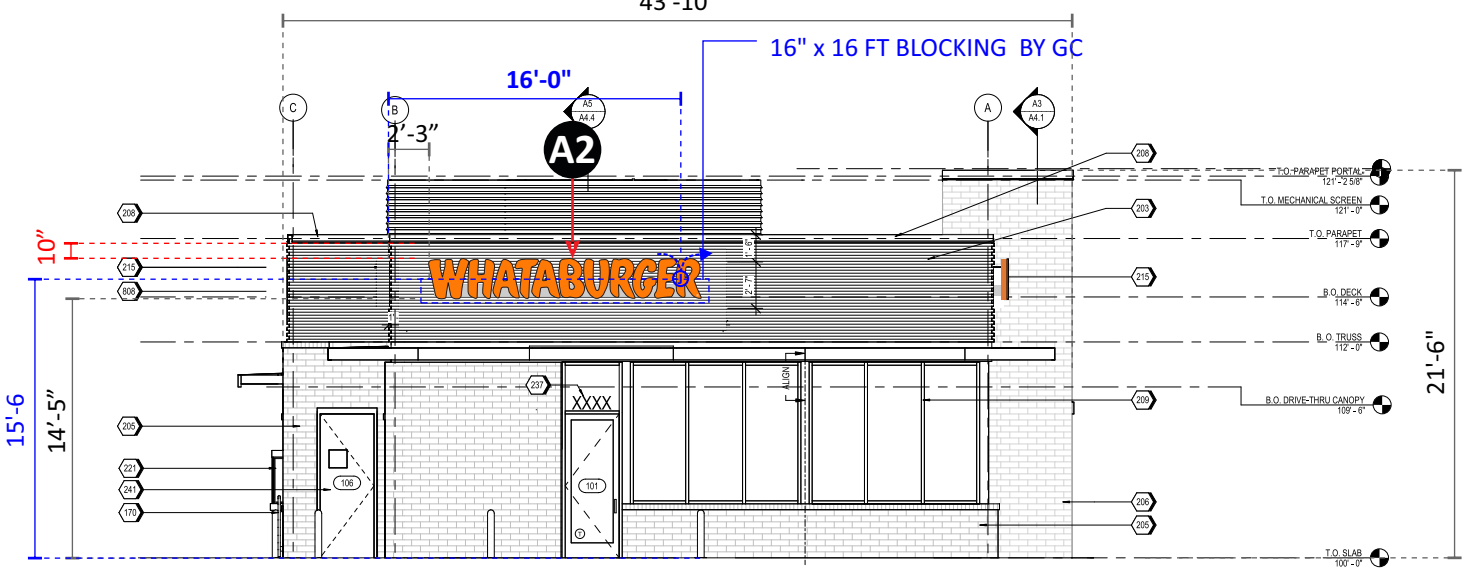 43'-10
16" x 16 FT BLOCKING BY GC
16'-0"
C
B
A5
A4.4
A
A3
A4.1
2'-3”
A2
208
208
203
T.O. PARAPET PORTAL
121' - 2 5/8"
T.O. MECHANICAL SCREEN
121' - 0"
T.O. PARAPET
117' - 9"
10”
1' - 6"
WHATABURGER
J
2' - 7"
215
808
215
B.O. DECK
114' - 6"
B. O. TRUSS
112' - 0"
21'-6"
ALIGN
237
XXXX
209
B.O. DRIVE-THRU CANOPY
109' - 6"
15'-6
14'-5”
205
221
241
170
106
101
T
206
205
T.O. SLAB
100' - 0"